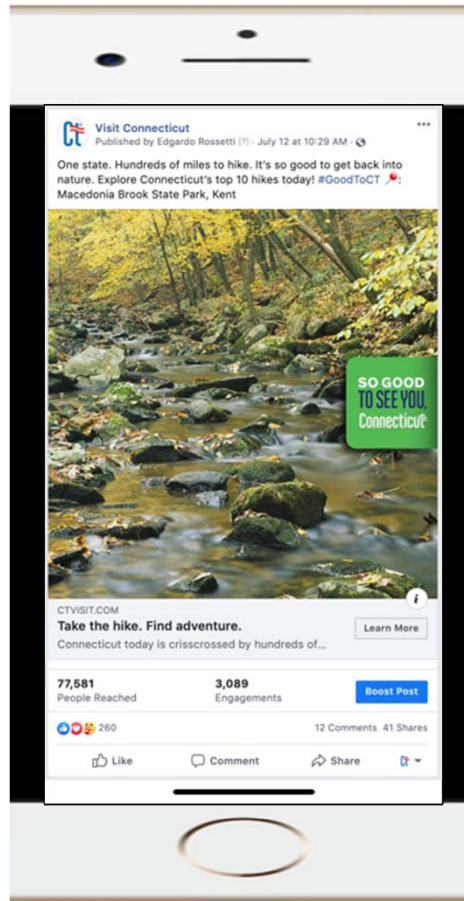 Ct
Visit Connecticut
Published by Edgardo Rossetti [?] · July 12 at 10:29 AM ·
One state. Hundreds of miles to hike. It's so good to get back into
nature. Explore Connecticut's top 10 hikes today! #GoodToCT 📍:
Macedonia Brook State Park, Kent
SO GOOD
TO SEE YOU,
Connecticut
CTVISIT.COM
Take the hike. Find adventure.
Learn More
Connecticut today is crisscrossed by hundreds of...
77,581
People Reached
3,089
Engagements
Boost Post
260
12 Comments 41 Shares
Like
Comment
Share
Ct